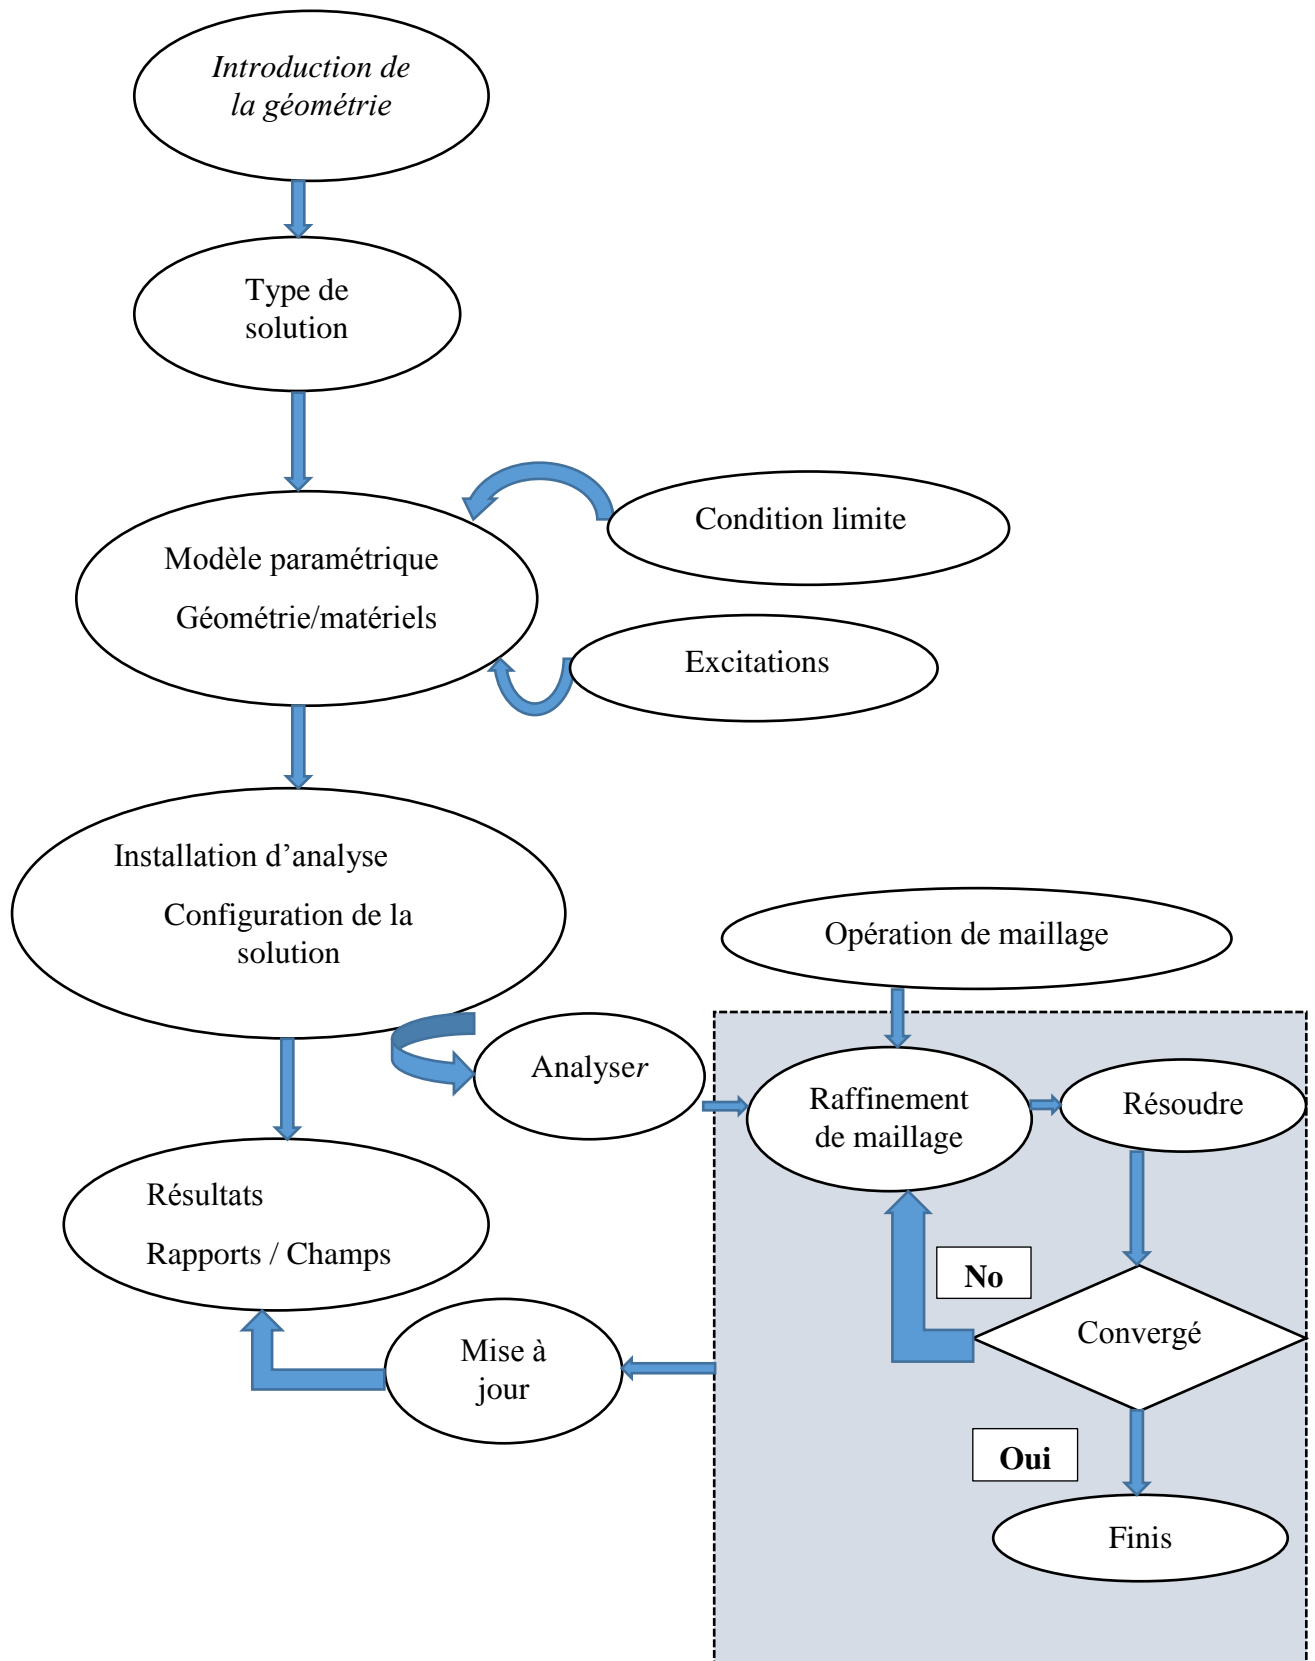 Introduction de
la géométrie
Type de
solution
Condition limite
Modèle paramétrique
Géométrie/matériels
Excitations
Installation d’analyse
Configuration de la
solution
Opération de maillage
Analyser
Raffinement
de maillage
Résoudre
Résultats
Rapports / Champs
No
Convergé
Mise à
jour
Oui
Finis